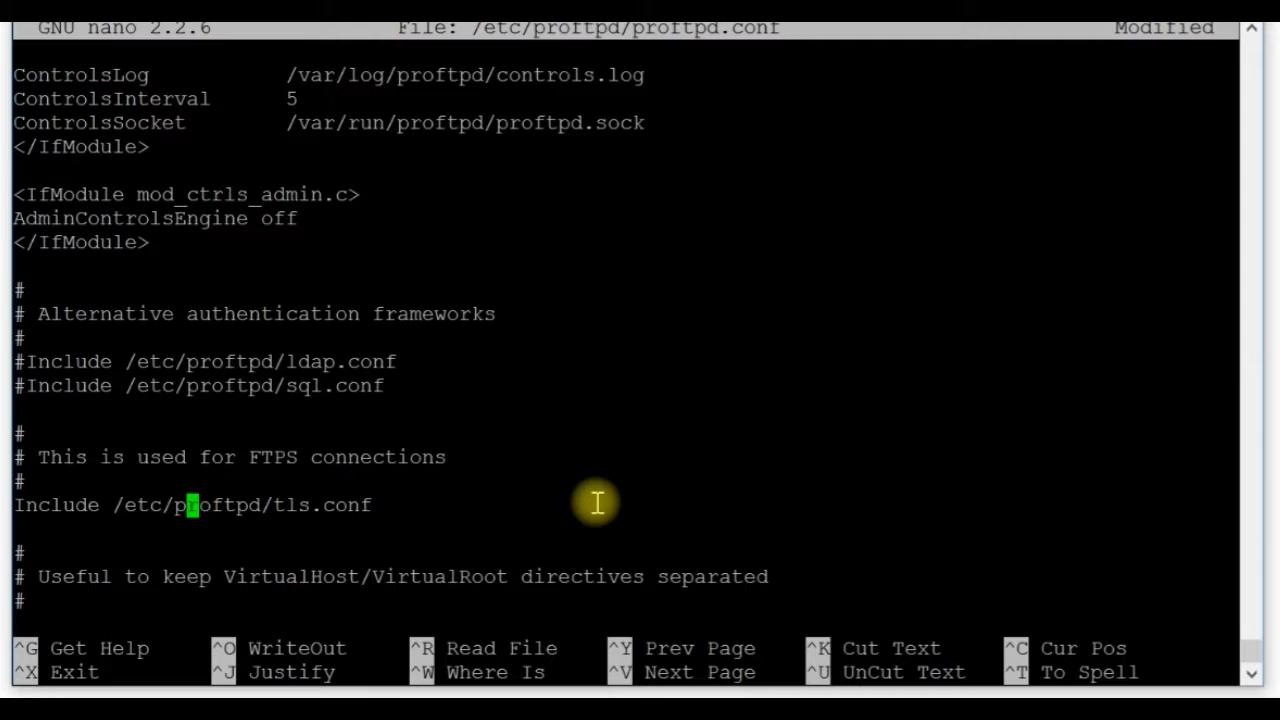 GNU nano 2.2.6 File: /etc/proftpd/proftpd.conf Modified
ControlsLog /var/log/proftpd/controls.log
ControlsInterval 5
ControlsSocket /var/run/proftpd/proftpd.sock
</IfModule>
<IfModule mod_ctrls_admin.c>
AdminControlsEngine off
</IfModule>
#
# Alternative authentication frameworks
#
#Include /etc/proftpd/ldap.conf
#Include /etc/proftpd/sql.conf
#
# This is used for FTPS connections
#
Include /etc/proftpd/tls.conf
#
# Useful to keep VirtualHost/VirtualRoot directives separated
#
^G Get Help ^O WriteOut ^R Read File ^Y Prev Page ^K Cut Text ^C Cur Pos
^X Exit ^J Justify ^W Where Is ^V Next Page ^U UnCut Text ^T To Spell